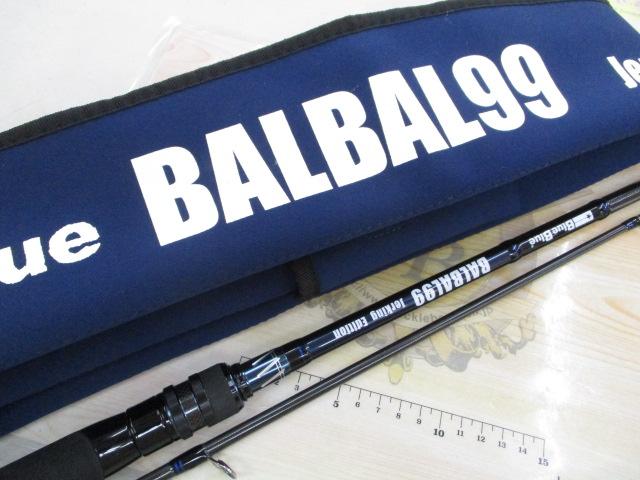 ue BALBAL99 Je
BALBAL99 Jerking Edition
BlueBlue
5 10 15